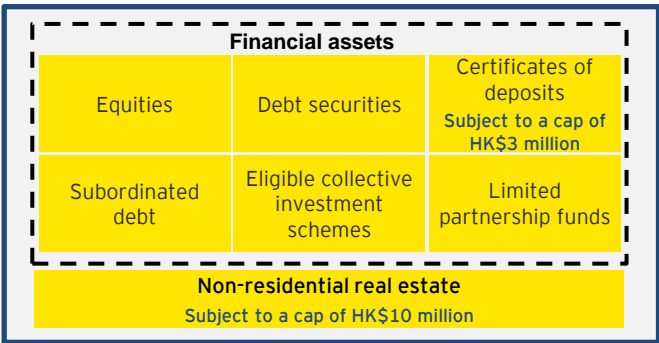 Financial assets
Equities
Debt securities
Certificates of
deposits
Subject to a cap of
HK$3 million
Subordinated
debt
Eligible collective
investment
schemes
Limited
partnership funds
Non-residential real estate
Subject to a cap of HK$10 million